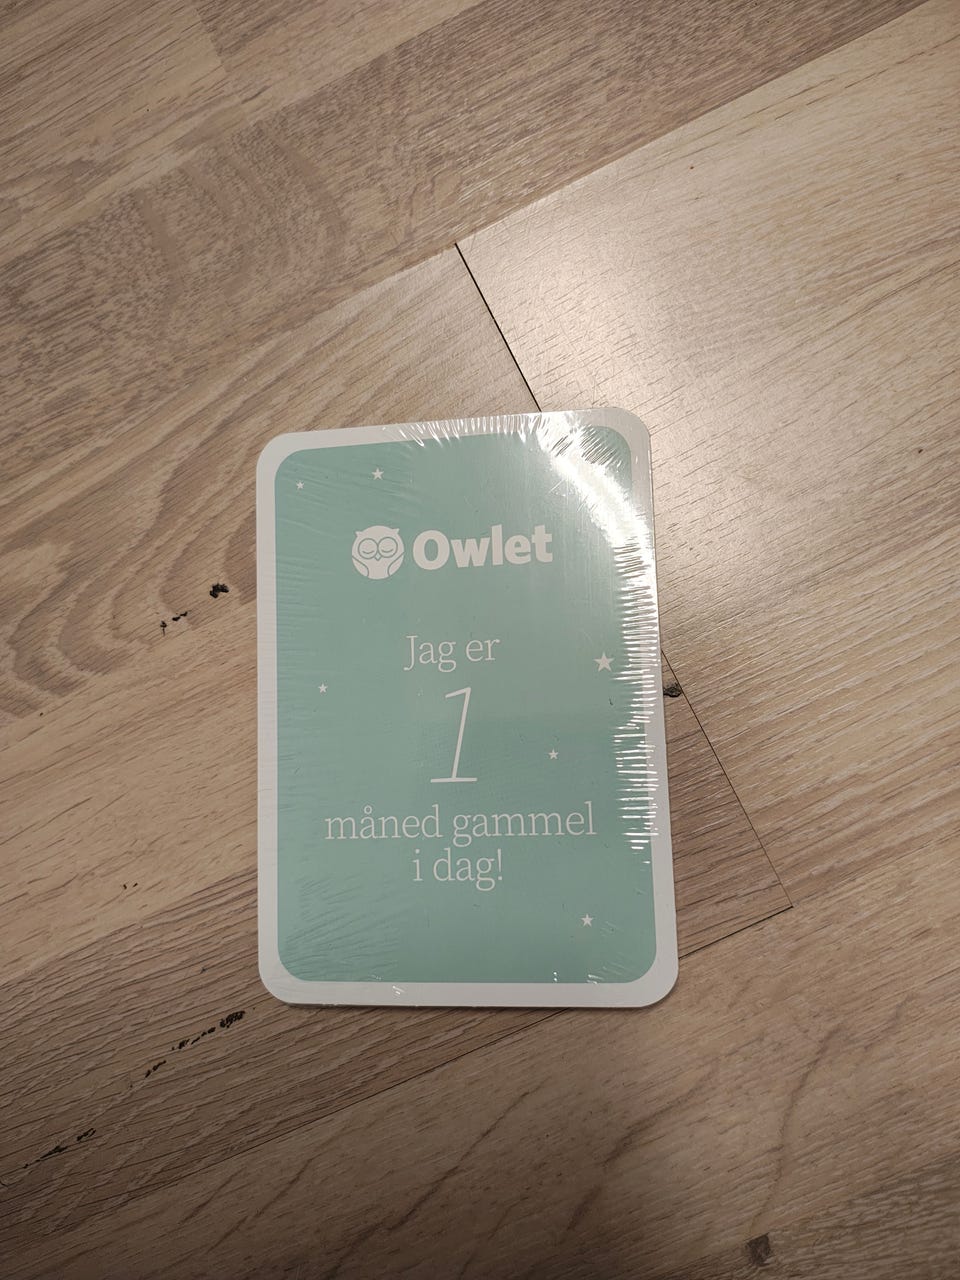 Owlet
Jag er
1
måned gammel
i dag!